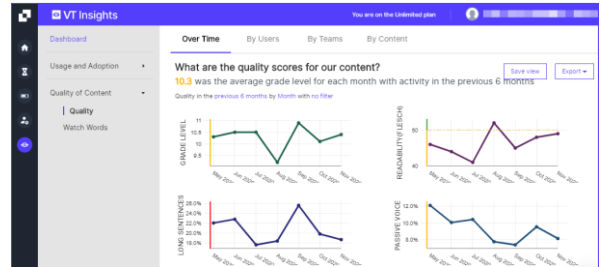 VT Insights
You are on the Unlimited plan
Dashboard
Over Time
By Users
By Teams
By Content
Usage and Adoption
What are the quality scores for our content?
Save view
Export
10.3 was the average grade level for each month with activity in the previous 6 months
Quality of Content
Quality in the previous 6 months by Month with no filter
Quality
Watch Words
GRADE LEVEL
11
10.5
10
9.5
READABILITY(FLESCH)
50
40
LONG SENTENCES
26.0%
24.0%
22.0%
20.0%
18.0%
PASSIVE VOICE
12.0%
10.0%
8.0%